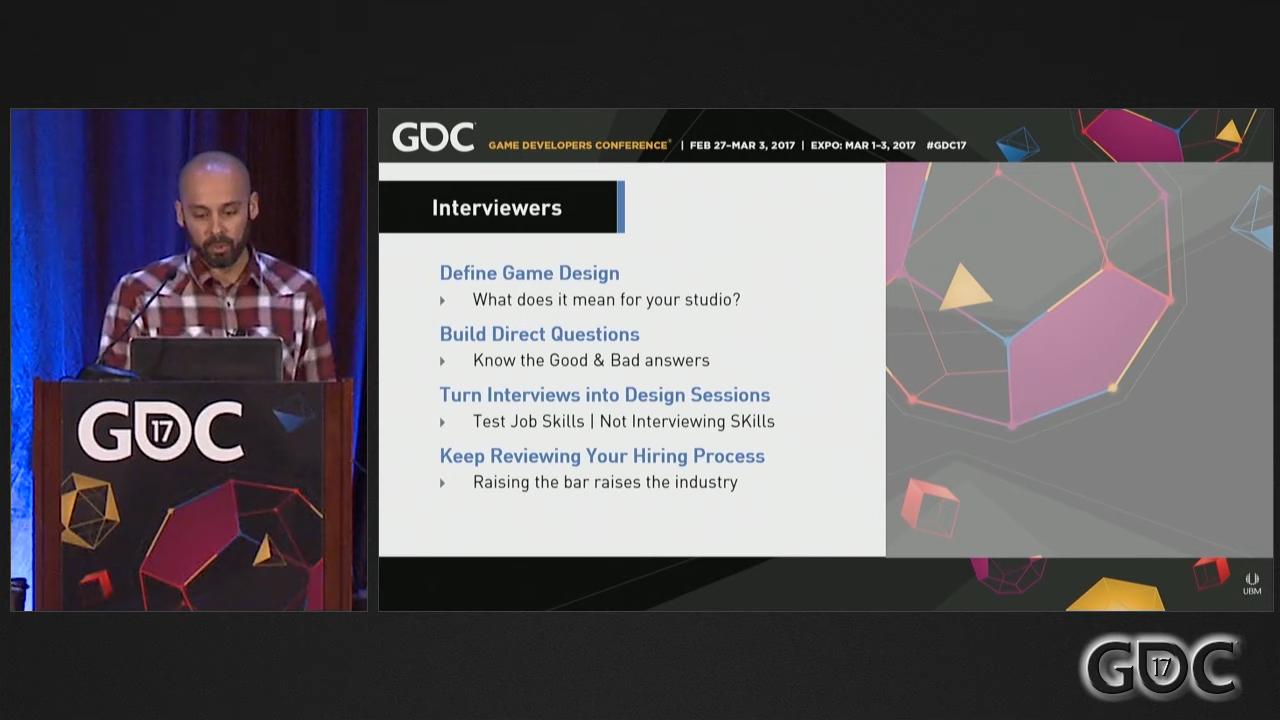 GDC
GAME DEVELOPERS CONFERENCE® | FEB 27–MAR 3, 2017 | EXPO: MAR 1–3, 2017 #GDC17
Interviewers
Define Game Design
What does it mean for your studio?
Build Direct Questions
Know the Good & Bad answers
Turn Interviews into Design Sessions
Test Job Skills | Not Interviewing SKills
Keep Reviewing Your Hiring Process
Raising the bar raises the industry
GDC
17
UBM
GDC
17